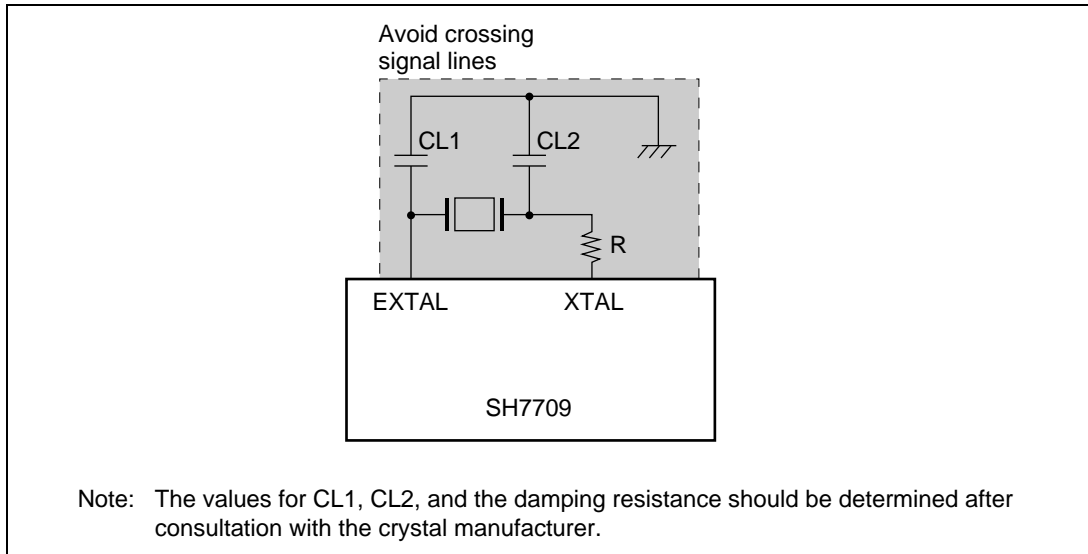 Avoid crossing
signal lines
CL1
CL2
R
EXTAL
XTAL
SH7709
Note: The values for CL1, CL2, and the damping resistance should be determined after
consultation with the crystal manufacturer.